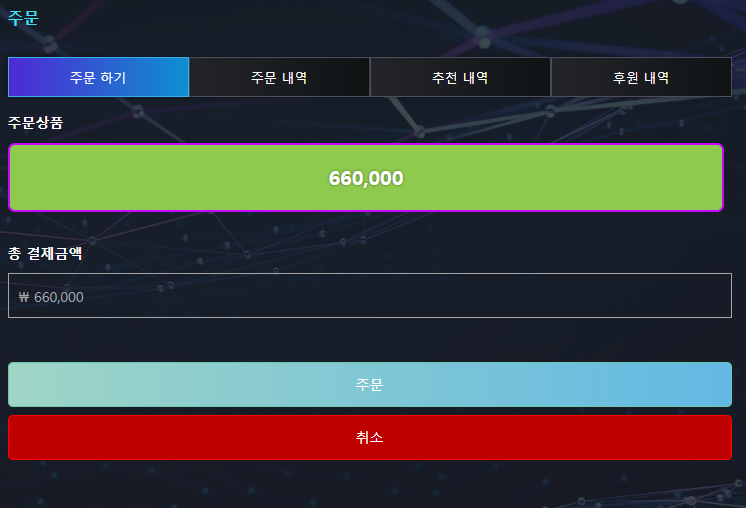 주문
주문 하기 주문 내역 추천 내역 후원 내역
주문상품
660,000
총 결제금액
₩ 660,000
주문
취소